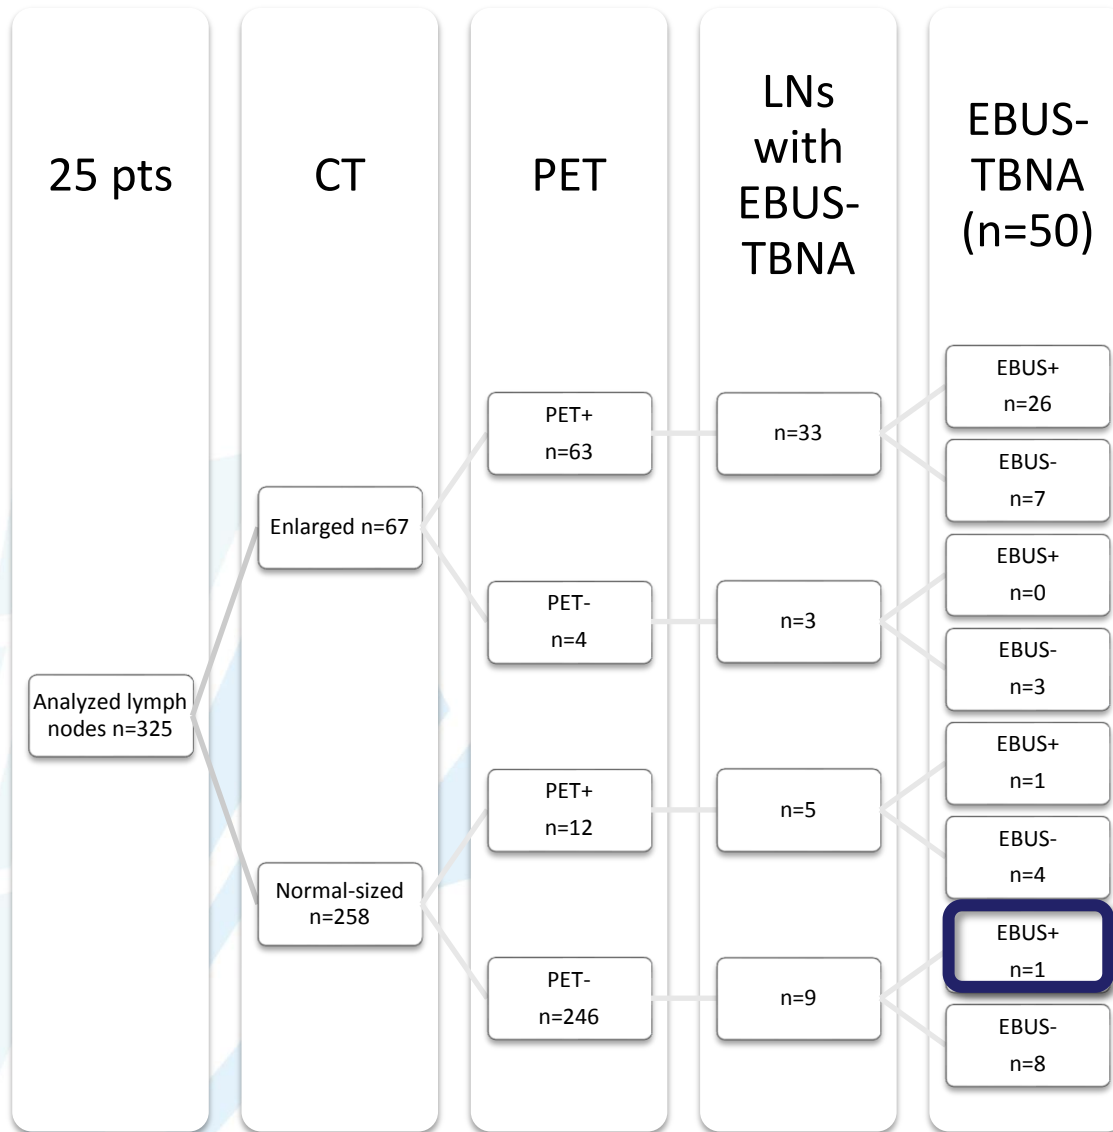 25 pts
CT
PET
LNs
with
EBUS-
TBNA
EBUS-
TBNA
(n=50)
Analyzed lymph
nodes n=325
Enlarged n=67
Normal-sized
n=258
PET+
n=63
PET-
n=4
PET+
n=12
PET-
n=246
n=33
n=3
n=5
n=9
EBUS+
n=26
EBUS-
n=7
EBUS+
n=0
EBUS-
n=3
EBUS+
n=1
EBUS-
n=4
EBUS+
n=1
EBUS-
n=8